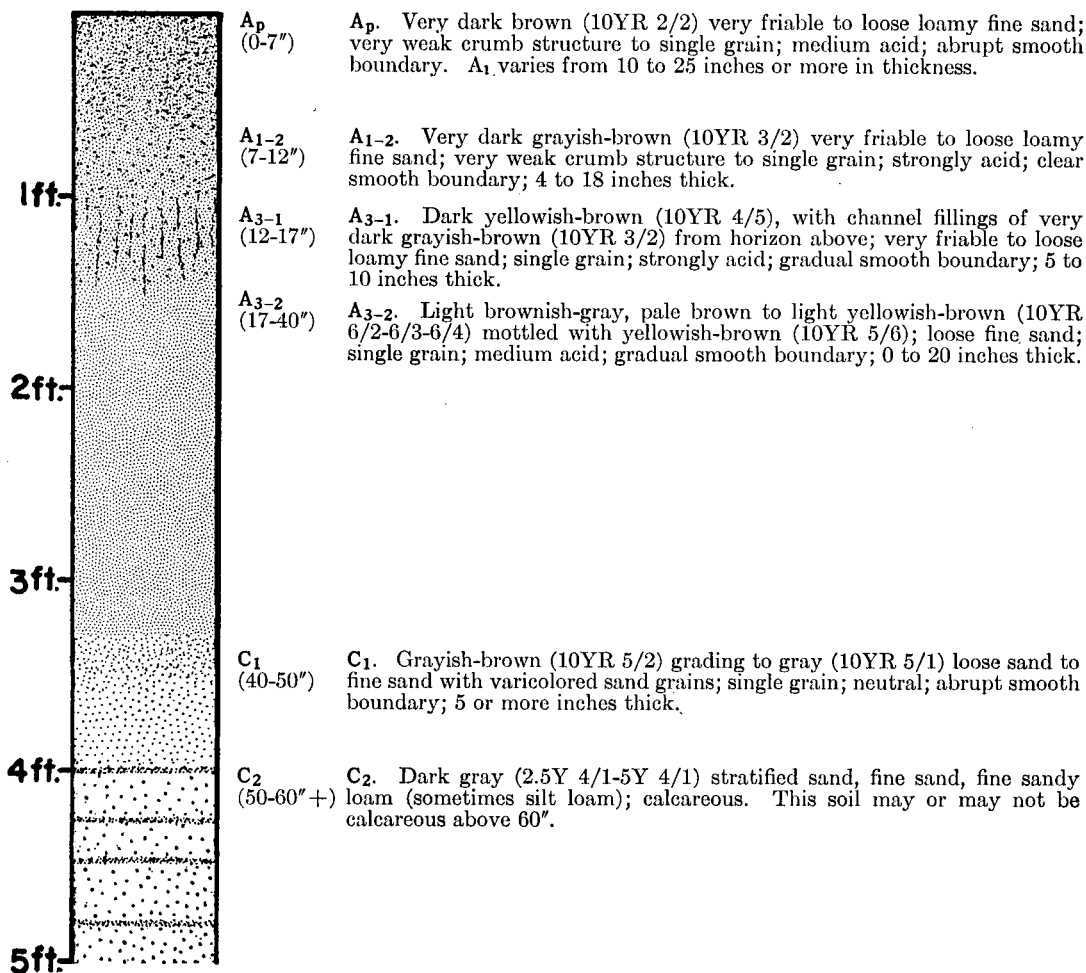 Ap
(0-7″)
Ap. Very dark brown (10YR 2/2) very friable to loose loamy fine sand;
very weak crumb structure to single grain; medium acid; abrupt smooth
boundary. A1 varies from 10 to 25 inches or more in thickness.
A1-2
(7-12″)
A1-2. Very dark grayish-brown (10YR 3/2) very friable to loose loamy
fine sand; very weak crumb structure to single grain; strongly acid; clear
smooth boundary; 4 to 18 inches thick.
1ft.
A3-1
(12-17″)
A3-1. Dark yellowish-brown (10YR 4/5), with channel fillings of very
dark grayish-brown (10YR 3/2) from horizon above; very friable to loose
loamy fine sand; single grain; strongly acid; gradual smooth boundary; 5 to
10 inches thick.
A3-2
(17-40″)
A3-2. Light brownish-gray, pale brown to light yellowish-brown (10YR
6/2-6/3-6/4) mottled with yellowish-brown (10YR 5/6); loose fine sand;
single grain; medium acid; gradual smooth boundary; 0 to 20 inches thick.
2ft.
3ft.
C1
(40-50″)
C1. Grayish-brown (10YR 5/2) grading to gray (10YR 5/1) loose sand to
fine sand with varicolored sand grains; single grain; neutral; abrupt smooth
boundary; 5 or more inches thick.
4ft.
C2
(50-60″+)
C2. Dark gray (2.5Y 4/1-5Y 4/1) stratified sand, fine sand, fine sandy
loam (sometimes silt loam); calcareous. This soil may or may not be
calcareous above 60″.
5ft.